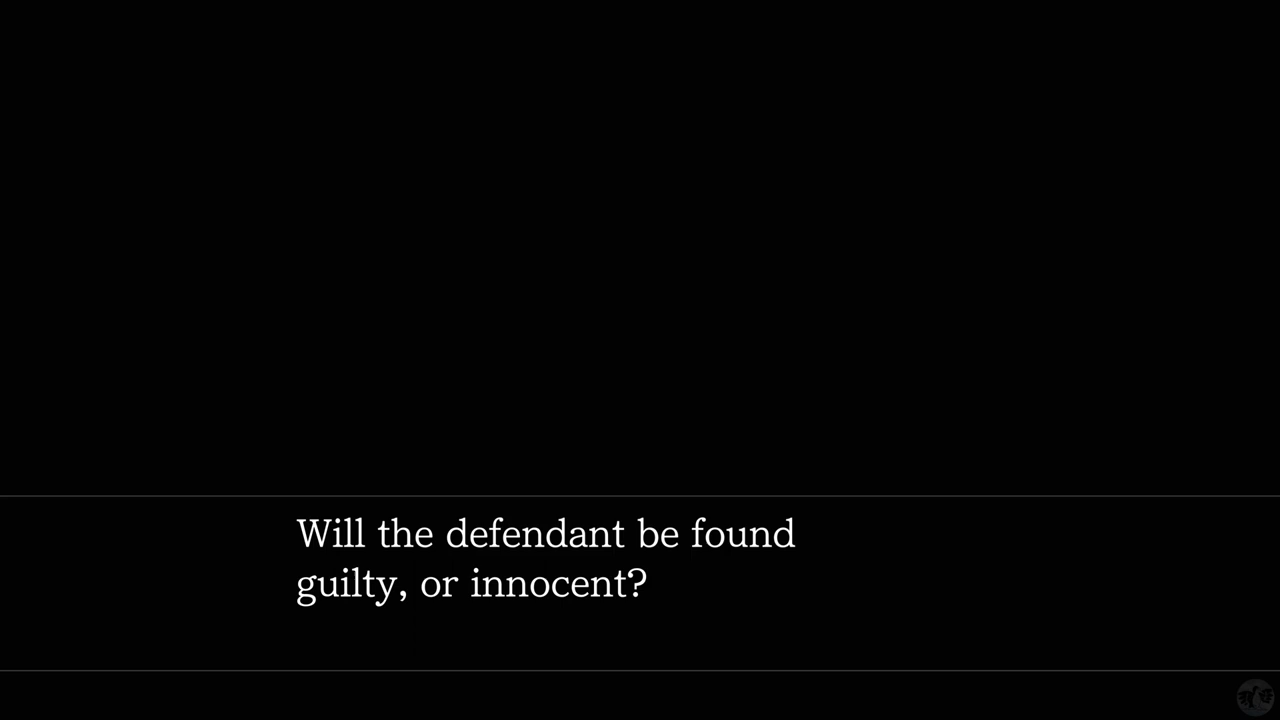 Will the defendant be found
guilty, or innocent?